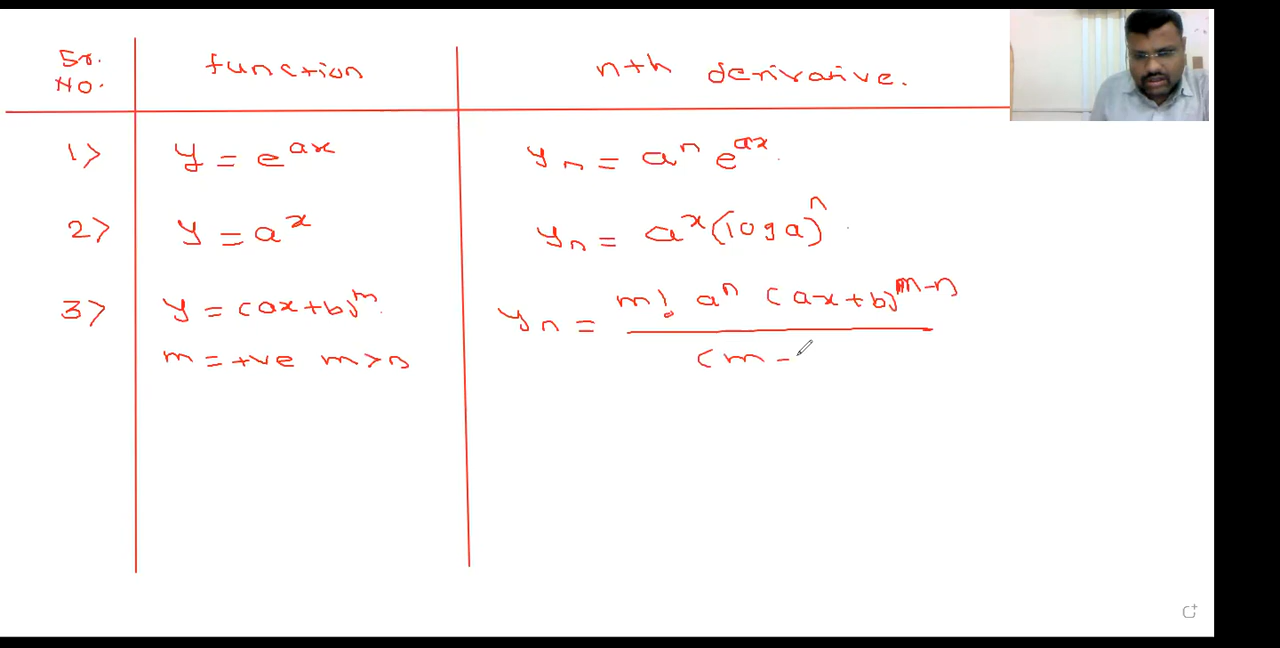 Sr. No. function nth derivative.
1> y = e^{ax} y_n = a^n e^{ax}.
2> y = a^x y_n = a^x (log a)^n.
3> y = (ax+b)^m. y_n = m! a^n (ax+b)^{m-n}
m = +ve m > n (m -